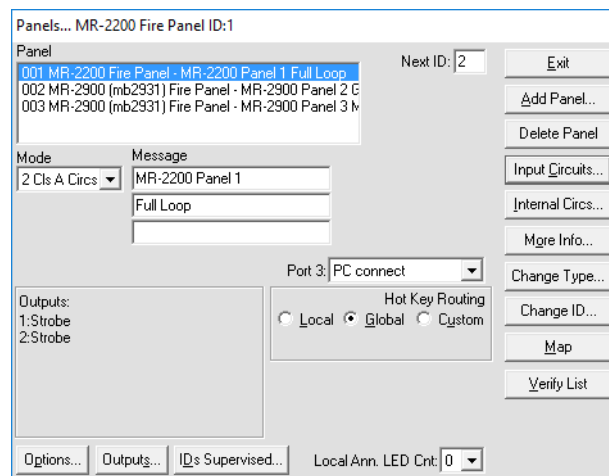 Panels... MR-2200 Fire Panel ID:1
Panel
Next ID: 2
001 MR-2200 Fire Panel - MR-2200 Panel 1 Full Loop
002 MR-2900 (mb2931) Fire Panel - MR-2900 Panel 2
003 MR-2900 (mb2931) Fire Panel - MR-2900 Panel 3
Mode
Message
2 Cls A Circs
MR-2200 Panel 1
Full Loop
Port 3: PC connect
Outputs:
1:Strobe
2:Strobe
Hot Key Routing
Local
Global
Custom
Options...
Outputs...
IDs Supervised...
Local Ann. LED Cnt: 0
Exit
Add Panel...
Delete Panel
Input Circuits...
Internal Circs...
More Info...
Change Type...
Change ID...
Map
Verify List